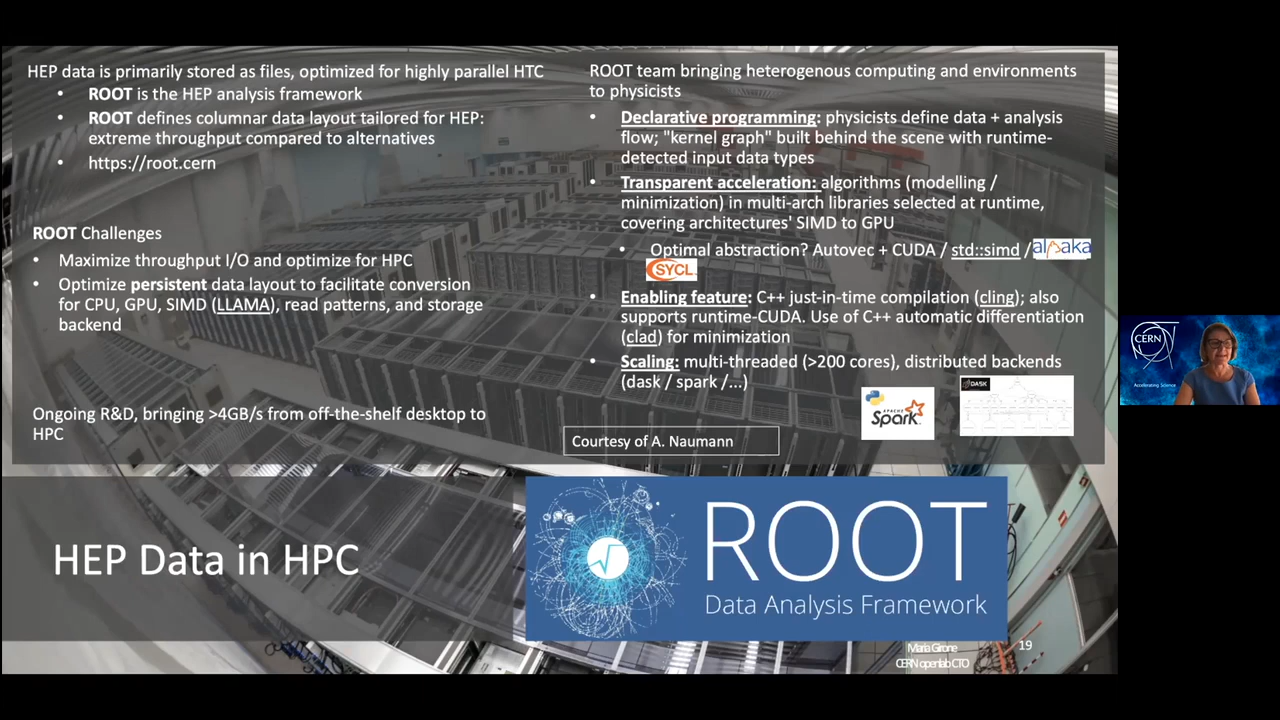 HEP data is primarily stored as files, optimized for highly parallel HTC
• ROOT is the HEP analysis framework
• ROOT defines columnar data layout tailored for HEP:
extreme throughput compared to alternatives
• https://root.cern
ROOT Challenges
• Maximize throughput I/O and optimize for HPC
• Optimize persistent data layout to facilitate conversion
for CPU, GPU, SIMD (LLAMA), read patterns, and storage
backend
Ongoing R&D, bringing >4GB/s from off-the-shelf desktop to
HPC
ROOT team bringing heterogenous computing and environments
to physicists
• Declarative programming: physicists define data + analysis
flow; "kernel graph" built behind the scene with runtime-
detected input data types
• Transparent acceleration: algorithms (modelling /
minimization) in multi-arch libraries selected at runtime,
covering architectures' SIMD to GPU
• Optimal abstraction? Autovec + CUDA / std::simd / alpaka
SYCL
• Enabling feature: C++ just-in-time compilation (cling); also
supports runtime-CUDA. Use of C++ automatic differentiation
(clad) for minimization
• Scaling: multi-threaded (>200 cores), distributed backends
(dask / spark /...)
APACHE
Spark
DASK
Courtesy of A. Naumann
HEP Data in HPC
ROOT
Data Analysis Framework
Maria Girone
CERN openlab CTO
19
CERN
Accelerating Science